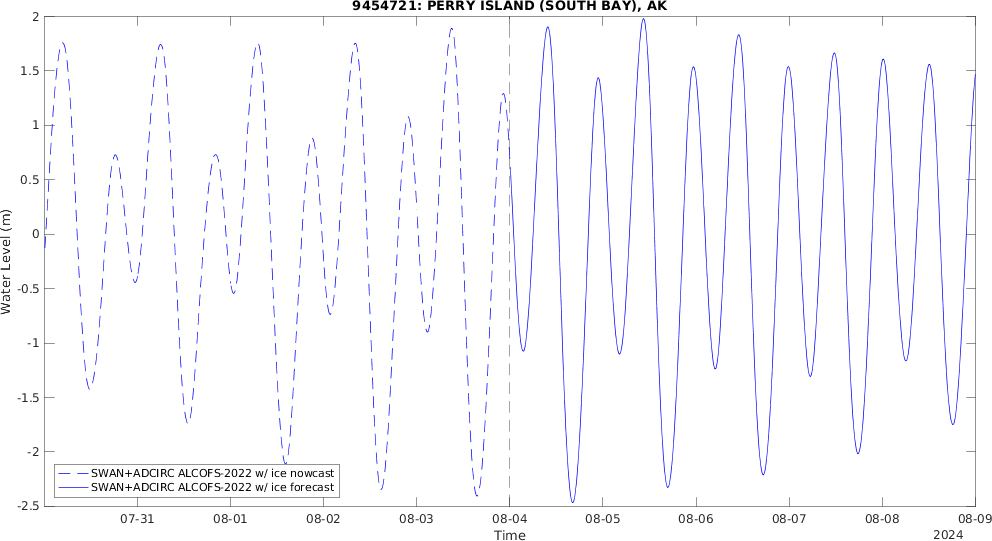 9454721: PERRY ISLAND (SOUTH BAY), AK
2
1.5
1
0.5
0
-0.5
-1
-1.5
-2
-2.5
Water Level (m)
SWAN+ADCIRC ALCOFS-2022 w/ ice nowcast
SWAN+ADCIRC ALCOFS-2022 w/ ice forecast
07-31 08-01 08-02 08-03 08-04 08-05 08-06 08-07 08-08 08-09
Time
2024